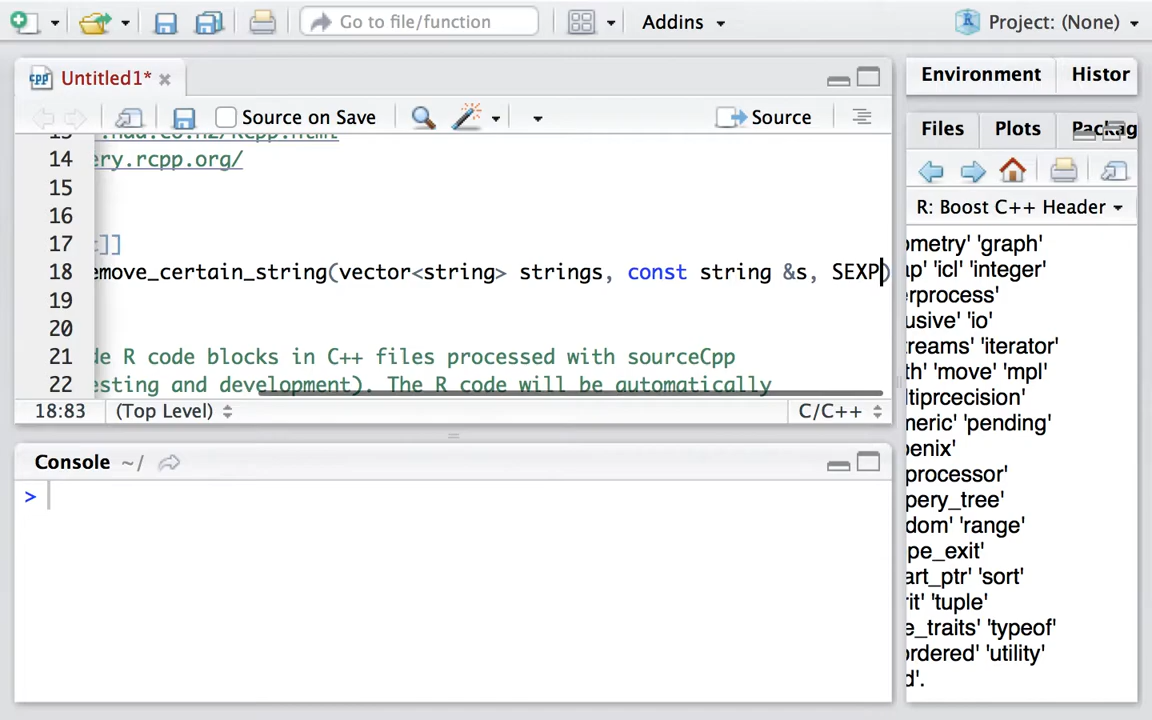 Go to file/function
Addins
Project: (None)
Untitled1*
Source on Save
Source
14 ery.rcpp.org/
15
16
17 ]]
18 emove_certain_string(vector<string> strings, const string &s, SEXP)
19
20
21 de R code blocks in C++ files processed with sourceCpp
22 esting and development). The R code will be automatically
18:83 (Top Level) C/C++
Console ~/
>
Environment Histor
Files Plots Packag
R: Boost C++ Header
ometry' 'graph'
ap' 'icl' 'integer'
erprocess'
usive' 'io'
treams' 'iterator'
th' 'move' 'mpl'
ltiprcecision'
meric' 'pending'
oenix'
processor'
pery_tree'
dom' 'range'
pe_exit'
art_ptr' 'sort'
rit' 'tuple'
e_traits' 'typeof'
ordered' 'utility'
d'.